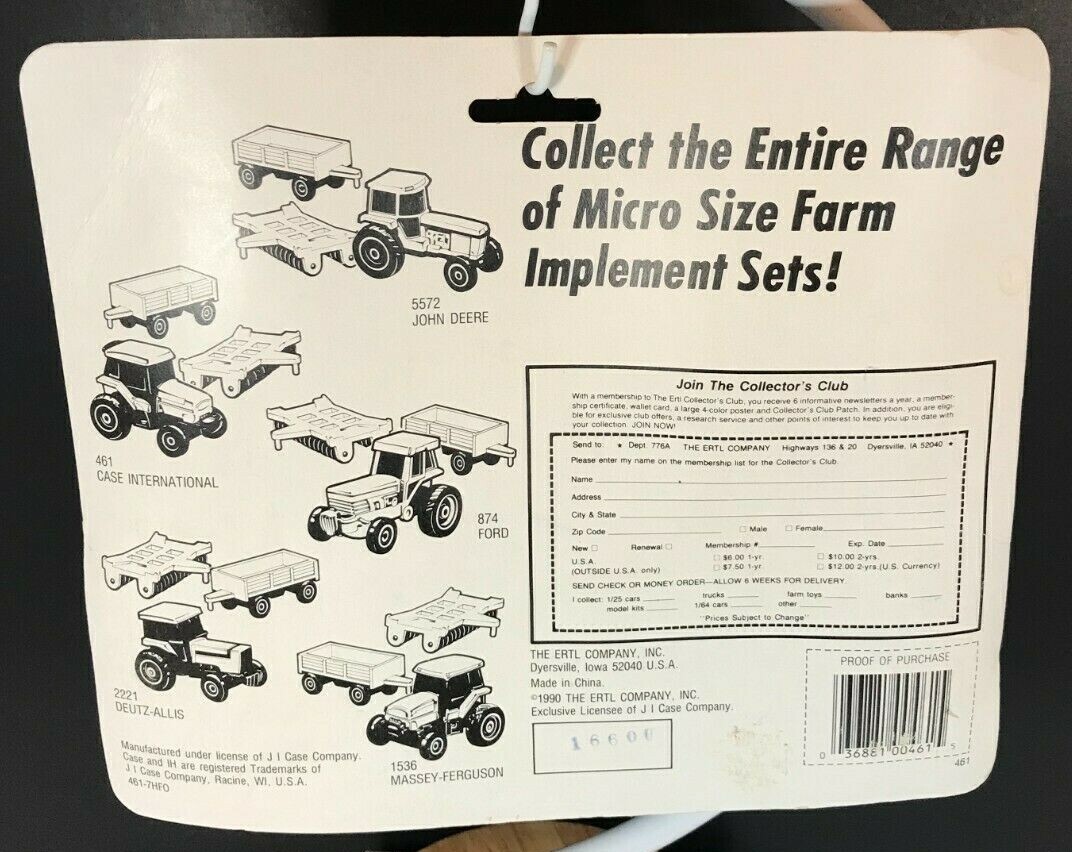 Collect the Entire Range
of Micro Size Farm
Implement Sets!
5572
JOHN DEERE
461
CASE INTERNATIONAL
874
FORD
2221
DEUTZ-ALLIS
1536
MASSEY-FERGUSON
Manufactured under license of J I Case Company.
Case and IH are registered Trademarks of
J I Case Company, Racine, WI, U.S.A.
461-7HFO
Join The Collector's Club
With a membership to The Ertl Collector's Club, you receive 6 informative newsletters a year, a member-
ship certificate, wallet card, a large 4-color poster and Collector's Club Patch. In addition, you are eligi-
ble for exclusive club offers, a research service and other points of interest to keep you up to date with
your collection. JOIN NOW!
Send to: ★ Dept. 776A THE ERTL COMPANY Highways 136 & 20 Dyersville, IA 52040 ★
Please enter my name on the membership list for the Collector's Club.
Name
Address
City & State
Zip Code □ Male □ Female
New □ Renewal □ Membership # Exp. Date
U.S.A. □ $6.00 1-yr. □ $10.00 2-yrs.
(OUTSIDE U.S.A. only) □ $7.50 1-yr. □ $12.00 2-yrs.(U.S. Currency)
SEND CHECK OR MONEY ORDER—ALLOW 6 WEEKS FOR DELIVERY
I collect: 1/25 cars trucks farm toys banks
model kits 1/64 cars other
"Prices Subject to Change"
THE ERTL COMPANY, INC.
Dyersville, Iowa 52040 U.S.A.
Made in China.
©1990 THE ERTL COMPANY, INC.
Exclusive Licensee of J I Case Company.
PROOF OF PURCHASE
0 36881 00461 5
461